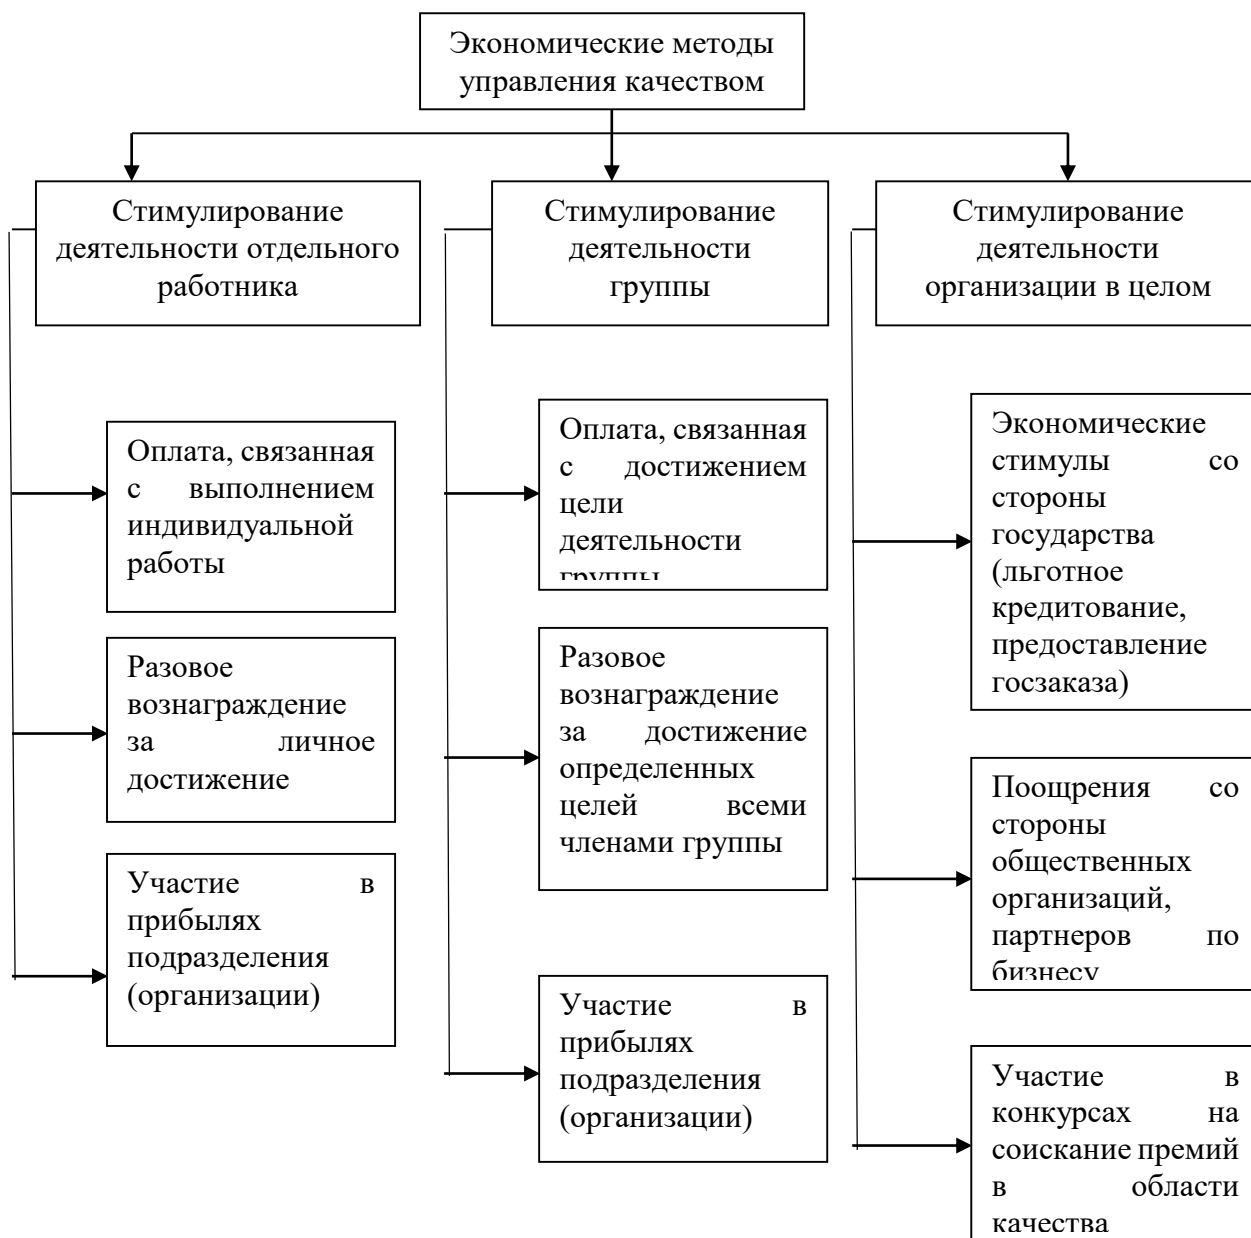 Экономические методы
управления качеством
Стимулирование
деятельности отдельного
работника
Стимулирование
деятельности
группы
Стимулирование
деятельности
организации в целом
Оплата, связанная
с выполнением
индивидуальной
работы
Разовое
вознаграждение
за личное
достижение
Участие в
прибылях
подразделения
(организации)
Оплата, связанная
с достижением
цели
деятельности
группы
Разовое
вознаграждение
за достижение
определенных
целей всеми
членами группы
Участие в
прибылях
подразделения
(организации)
Экономические
стимулы со
стороны
государства
(льготное
кредитование,
предоставление
госзаказа)
Поощрения со
стороны
общественных
организаций,
партнеров по
бизнесу
Участие в
конкурсах на
соискание премий
в области
качества